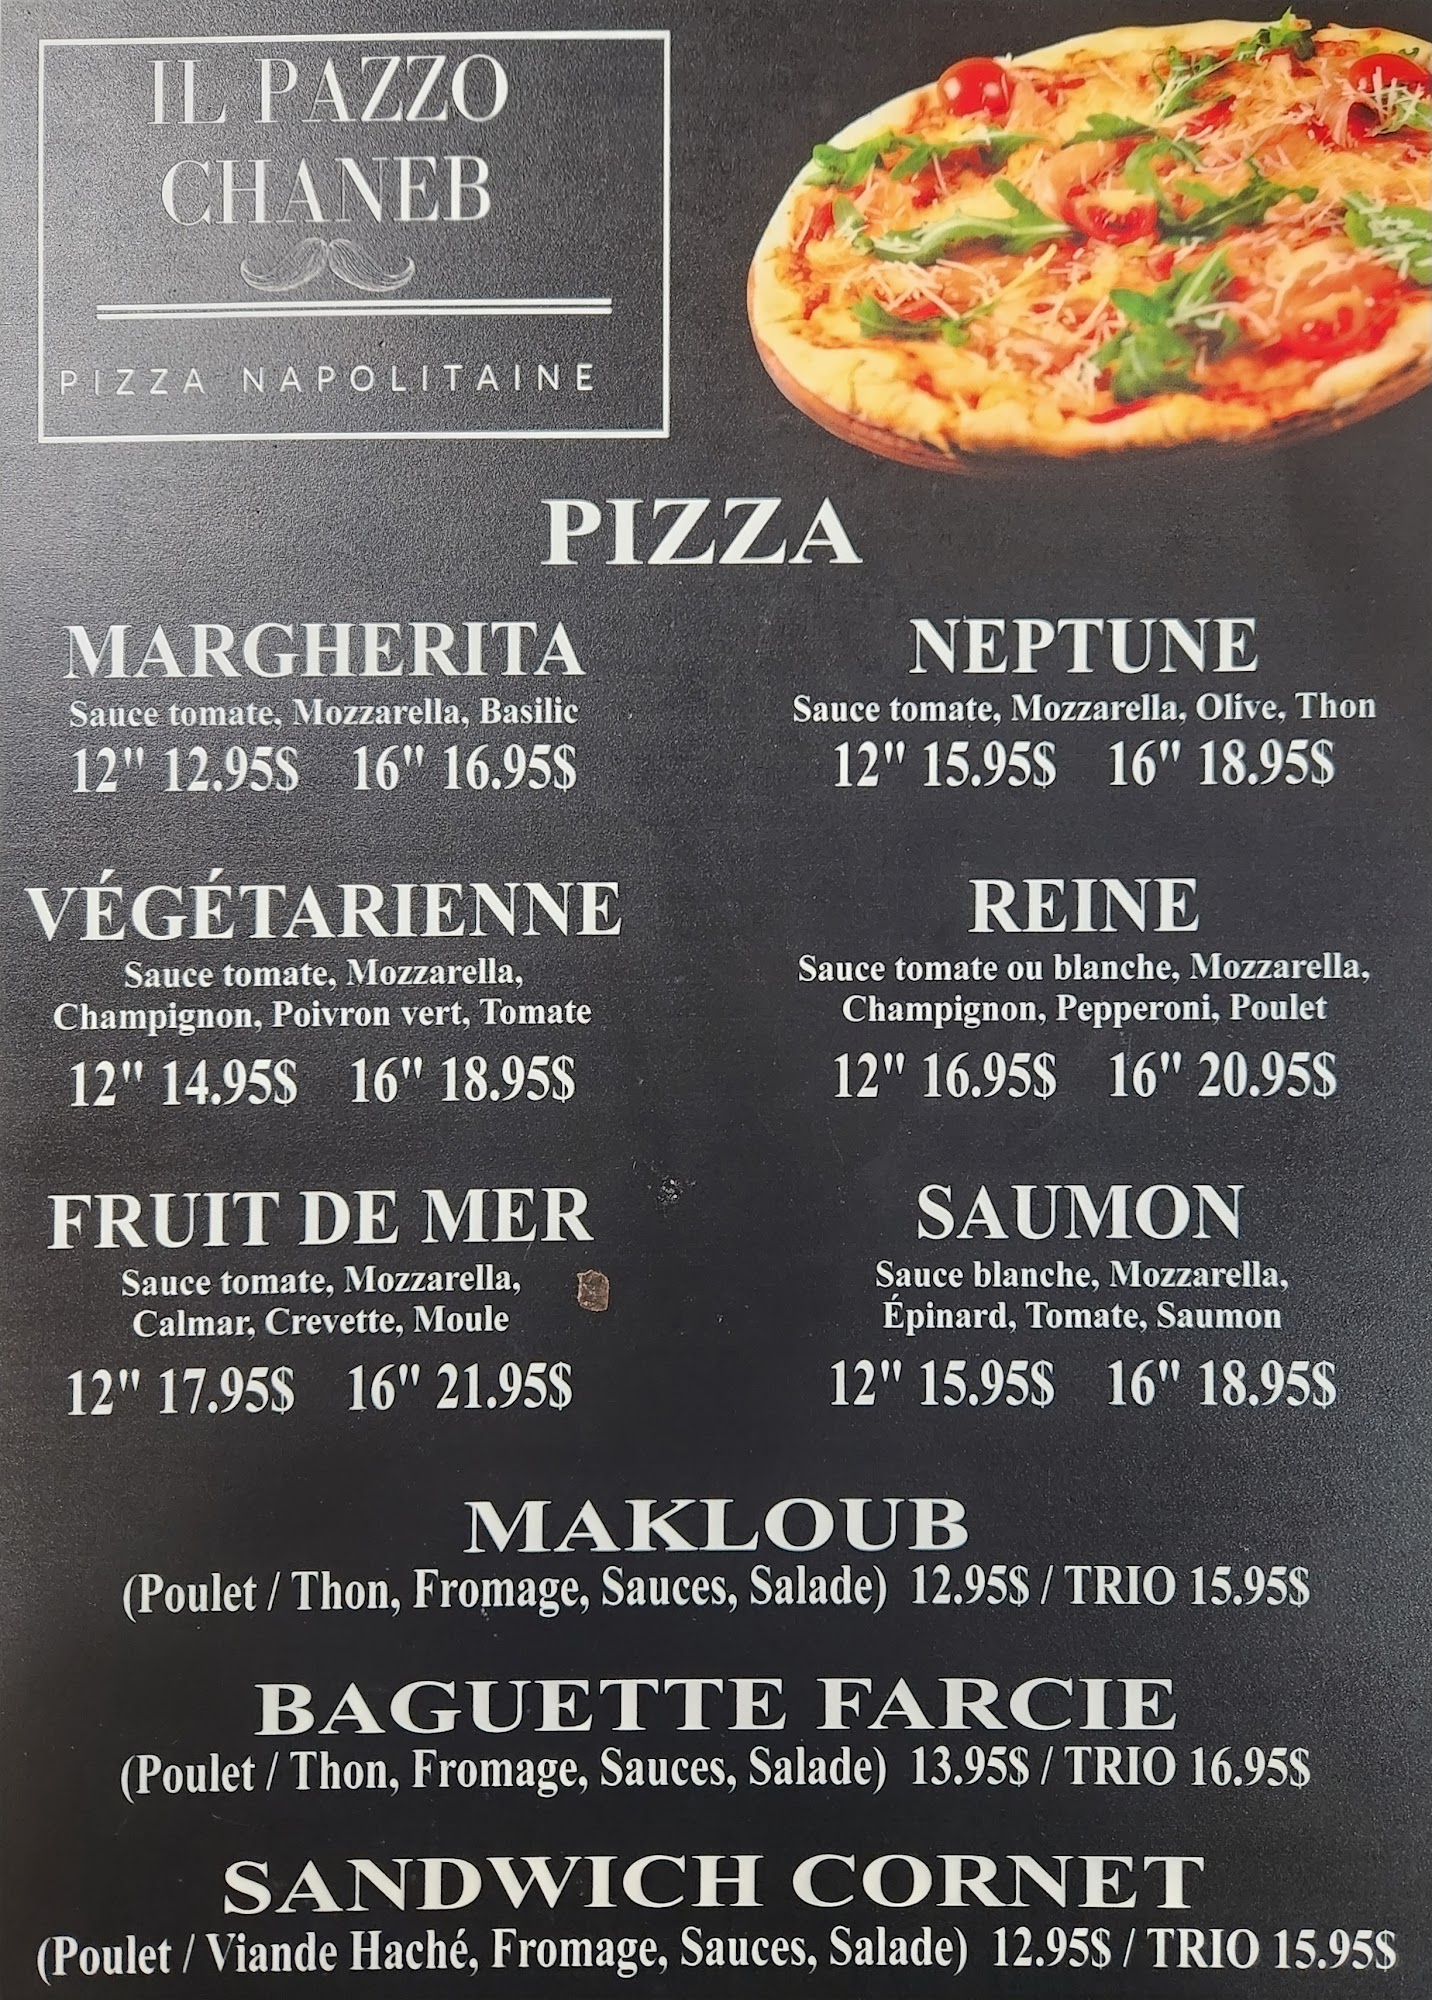 IL PAZZO
CHANEB
PIZZA NAPOLITAINE
PIZZA
MARGHERITA
Sauce tomate, Mozzarella, Basilic
12" 12.95$ 16" 16.95$
NEPTUNE
Sauce tomate, Mozzarella, Olive, Thon
12" 15.95$ 16" 18.95$
VÉGÉTARIENNE
Sauce tomate, Mozzarella,
Champignon, Poivron vert, Tomate
12" 14.95$ 16" 18.95$
REINE
Sauce tomate ou blanche, Mozzarella,
Champignon, Pepperoni, Poulet
12" 16.95$ 16" 20.95$
FRUIT DE MER
Sauce tomate, Mozzarella,
Calmar, Crevette, Moule
12" 17.95$ 16" 21.95$
SAUMON
Sauce blanche, Mozzarella,
Épinard, Tomate, Saumon
12" 15.95$ 16" 18.95$
MAKLOUB
(Poulet / Thon, Fromage, Sauces, Salade) 12.95$ / TRIO 15.95$
BAGUETTE FARCIE
(Poulet / Thon, Fromage, Sauces, Salade) 13.95$ / TRIO 16.95$
SANDWICH CORNET
(Poulet / Viande Haché, Fromage, Sauces, Salade) 12.95$ / TRIO 15.95$